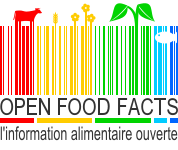 OPEN FOOD FACTS
l'information alimentaire ouverte